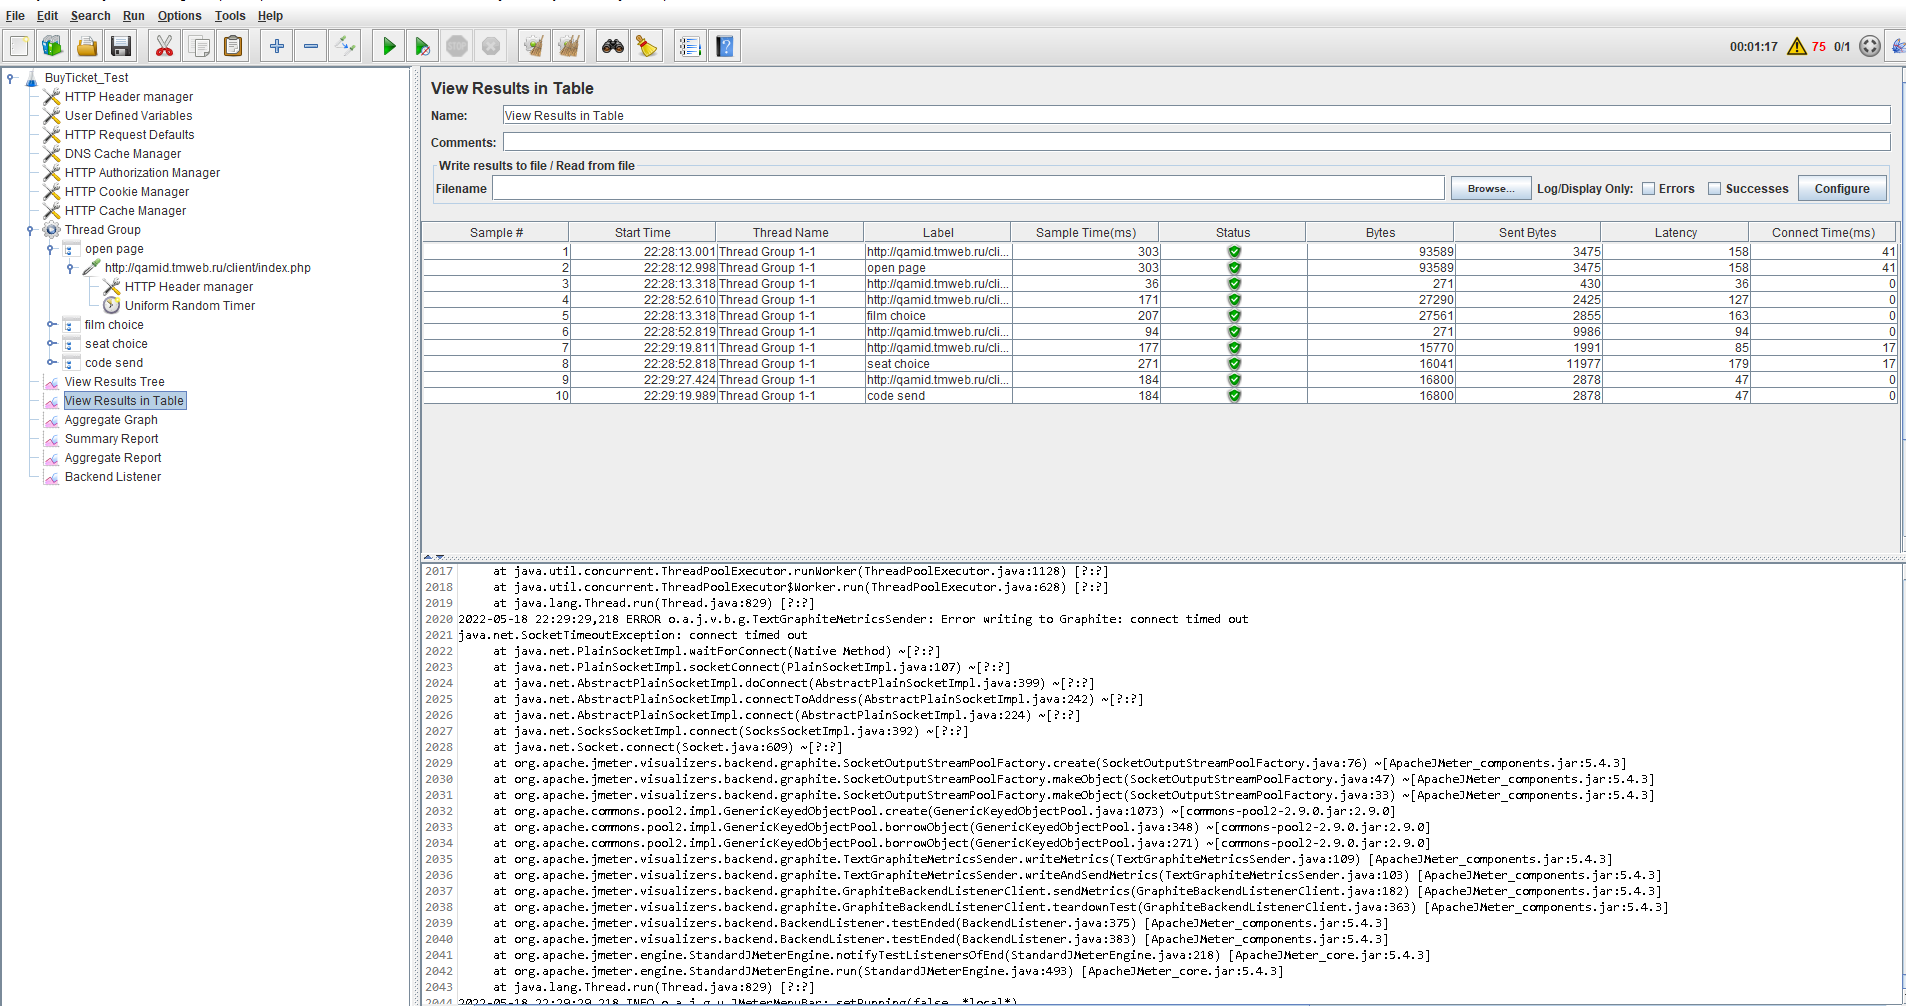 File Edit Search Run Options Tools Help
00:01:17 75 0/1
BuyTicket_Test
HTTP Header manager
User Defined Variables
HTTP Request Defaults
DNS Cache Manager
HTTP Authorization Manager
HTTP Cookie Manager
HTTP Cache Manager
Thread Group
open page
http://qamid.tmweb.ru/client/index.php
HTTP Header manager
Uniform Random Timer
film choice
seat choice
code send
View Results Tree
View Results in Table
Aggregate Graph
Summary Report
Aggregate Report
Backend Listener
View Results in Table
Name: View Results in Table
Comments:
Write results to file / Read from file
Filename Browse... Log/Display Only: Errors Successes Configure
Sample # Start Time Thread Name Label Sample Time(ms) Status Bytes Sent Bytes Latency Connect Time(ms)
1 22:28:13.001 Thread Group 1-1 http://qamid.tmweb.ru/cli... 303 93589 3475 158 41
2 22:28:12.998 Thread Group 1-1 open page 303 93589 3475 158 41
3 22:28:13.318 Thread Group 1-1 http://qamid.tmweb.ru/cli... 36 271 430 36 0
4 22:28:52.610 Thread Group 1-1 http://qamid.tmweb.ru/cli... 171 27290 2425 127 0
5 22:28:13.318 Thread Group 1-1 film choice 207 27561 2855 163 0
6 22:28:52.819 Thread Group 1-1 http://qamid.tmweb.ru/cli... 94 271 9986 94 0
7 22:29:19.811 Thread Group 1-1 http://qamid.tmweb.ru/cli... 177 15770 1991 85 17
8 22:28:52.818 Thread Group 1-1 seat choice 271 16041 11977 179 17
9 22:29:27.424 Thread Group 1-1 http://qamid.tmweb.ru/cli... 184 16800 2878 47 0
10 22:29:19.989 Thread Group 1-1 code send 184 16800 2878 47 0
2017 at java.util.concurrent.ThreadPoolExecutor.runWorker(ThreadPoolExecutor.java:1128) [?:?]
2018 at java.util.concurrent.ThreadPoolExecutor$Worker.run(ThreadPoolExecutor.java:628) [?:?]
2019 at java.lang.Thread.run(Thread.java:829) [?:?]
2020 2022-05-18 22:29:29,218 ERROR o.a.j.v.b.g.TextGraphiteMetricsSender: Error writing to Graphite: connect timed out
2021 java.net.SocketTimeoutException: connect timed out
2022 at java.net.PlainSocketImpl.waitForConnect(Native Method) ~[?:?]
2023 at java.net.PlainSocketImpl.socketConnect(PlainSocketImpl.java:107) ~[?:?]
2024 at java.net.AbstractPlainSocketImpl.doConnect(AbstractPlainSocketImpl.java:399) ~[?:?]
2025 at java.net.AbstractPlainSocketImpl.connectToAddress(AbstractPlainSocketImpl.java:242) ~[?:?]
2026 at java.net.AbstractPlainSocketImpl.connect(AbstractPlainSocketImpl.java:224) ~[?:?]
2027 at java.net.SocksSocketImpl.connect(SocksSocketImpl.java:392) ~[?:?]
2028 at java.net.Socket.connect(Socket.java:609) ~[?:?]
2029 at org.apache.jmeter.visualizers.backend.graphite.SocketOutputStreamPoolFactory.create(SocketOutputStreamPoolFactory.java:76) ~[ApacheJMeter_components.jar:5.4.3]
2030 at org.apache.jmeter.visualizers.backend.graphite.SocketOutputStreamPoolFactory.makeObject(SocketOutputStreamPoolFactory.java:47) ~[ApacheJMeter_components.jar:5.4.3]
2031 at org.apache.jmeter.visualizers.backend.graphite.SocketOutputStreamPoolFactory.makeObject(SocketOutputStreamPoolFactory.java:33) ~[ApacheJMeter_components.jar:5.4.3]
2032 at org.apache.commons.pool2.impl.GenericKeyedObjectPool.create(GenericKeyedObjectPool.java:1073) ~[commons-pool2-2.9.0.jar:2.9.0]
2033 at org.apache.commons.pool2.impl.GenericKeyedObjectPool.borrowObject(GenericKeyedObjectPool.java:348) ~[commons-pool2-2.9.0.jar:2.9.0]
2034 at org.apache.commons.pool2.impl.GenericKeyedObjectPool.borrowObject(GenericKeyedObjectPool.java:271) ~[commons-pool2-2.9.0.jar:2.9.0]
2035 at org.apache.jmeter.visualizers.backend.graphite.TextGraphiteMetricsSender.writeMetrics(TextGraphiteMetricsSender.java:109) [ApacheJMeter_components.jar:5.4.3]
2036 at org.apache.jmeter.visualizers.backend.graphite.TextGraphiteMetricsSender.writeAndSendMetrics(TextGraphiteMetricsSender.java:103) [ApacheJMeter_components.jar:5.4.3]
2037 at org.apache.jmeter.visualizers.backend.graphite.GraphiteBackendListenerClient.sendMetrics(GraphiteBackendListenerClient.java:182) [ApacheJMeter_components.jar:5.4.3]
2038 at org.apache.jmeter.visualizers.backend.graphite.GraphiteBackendListenerClient.teardownTest(GraphiteBackendListenerClient.java:363) [ApacheJMeter_components.jar:5.4.3]
2039 at org.apache.jmeter.visualizers.backend.BackendListener.testEnded(BackendListener.java:375) [ApacheJMeter_components.jar:5.4.3]
2040 at org.apache.jmeter.visualizers.backend.BackendListener.testEnded(BackendListener.java:383) [ApacheJMeter_components.jar:5.4.3]
2041 at org.apache.jmeter.engine.StandardJMeterEngine.notifyTestListenersOfEnd(StandardJMeterEngine.java:218) [ApacheJMeter_core.jar:5.4.3]
2042 at org.apache.jmeter.engine.StandardJMeterEngine.run(StandardJMeterEngine.java:493) [ApacheJMeter_core.jar:5.4.3]
2043 at java.lang.Thread.run(Thread.java:829) [?:?]
2044 2022-05-18 22:29:29,218 INFO o.a.j.g.u.JMeterMenuBar: setRunning(false, *local*)